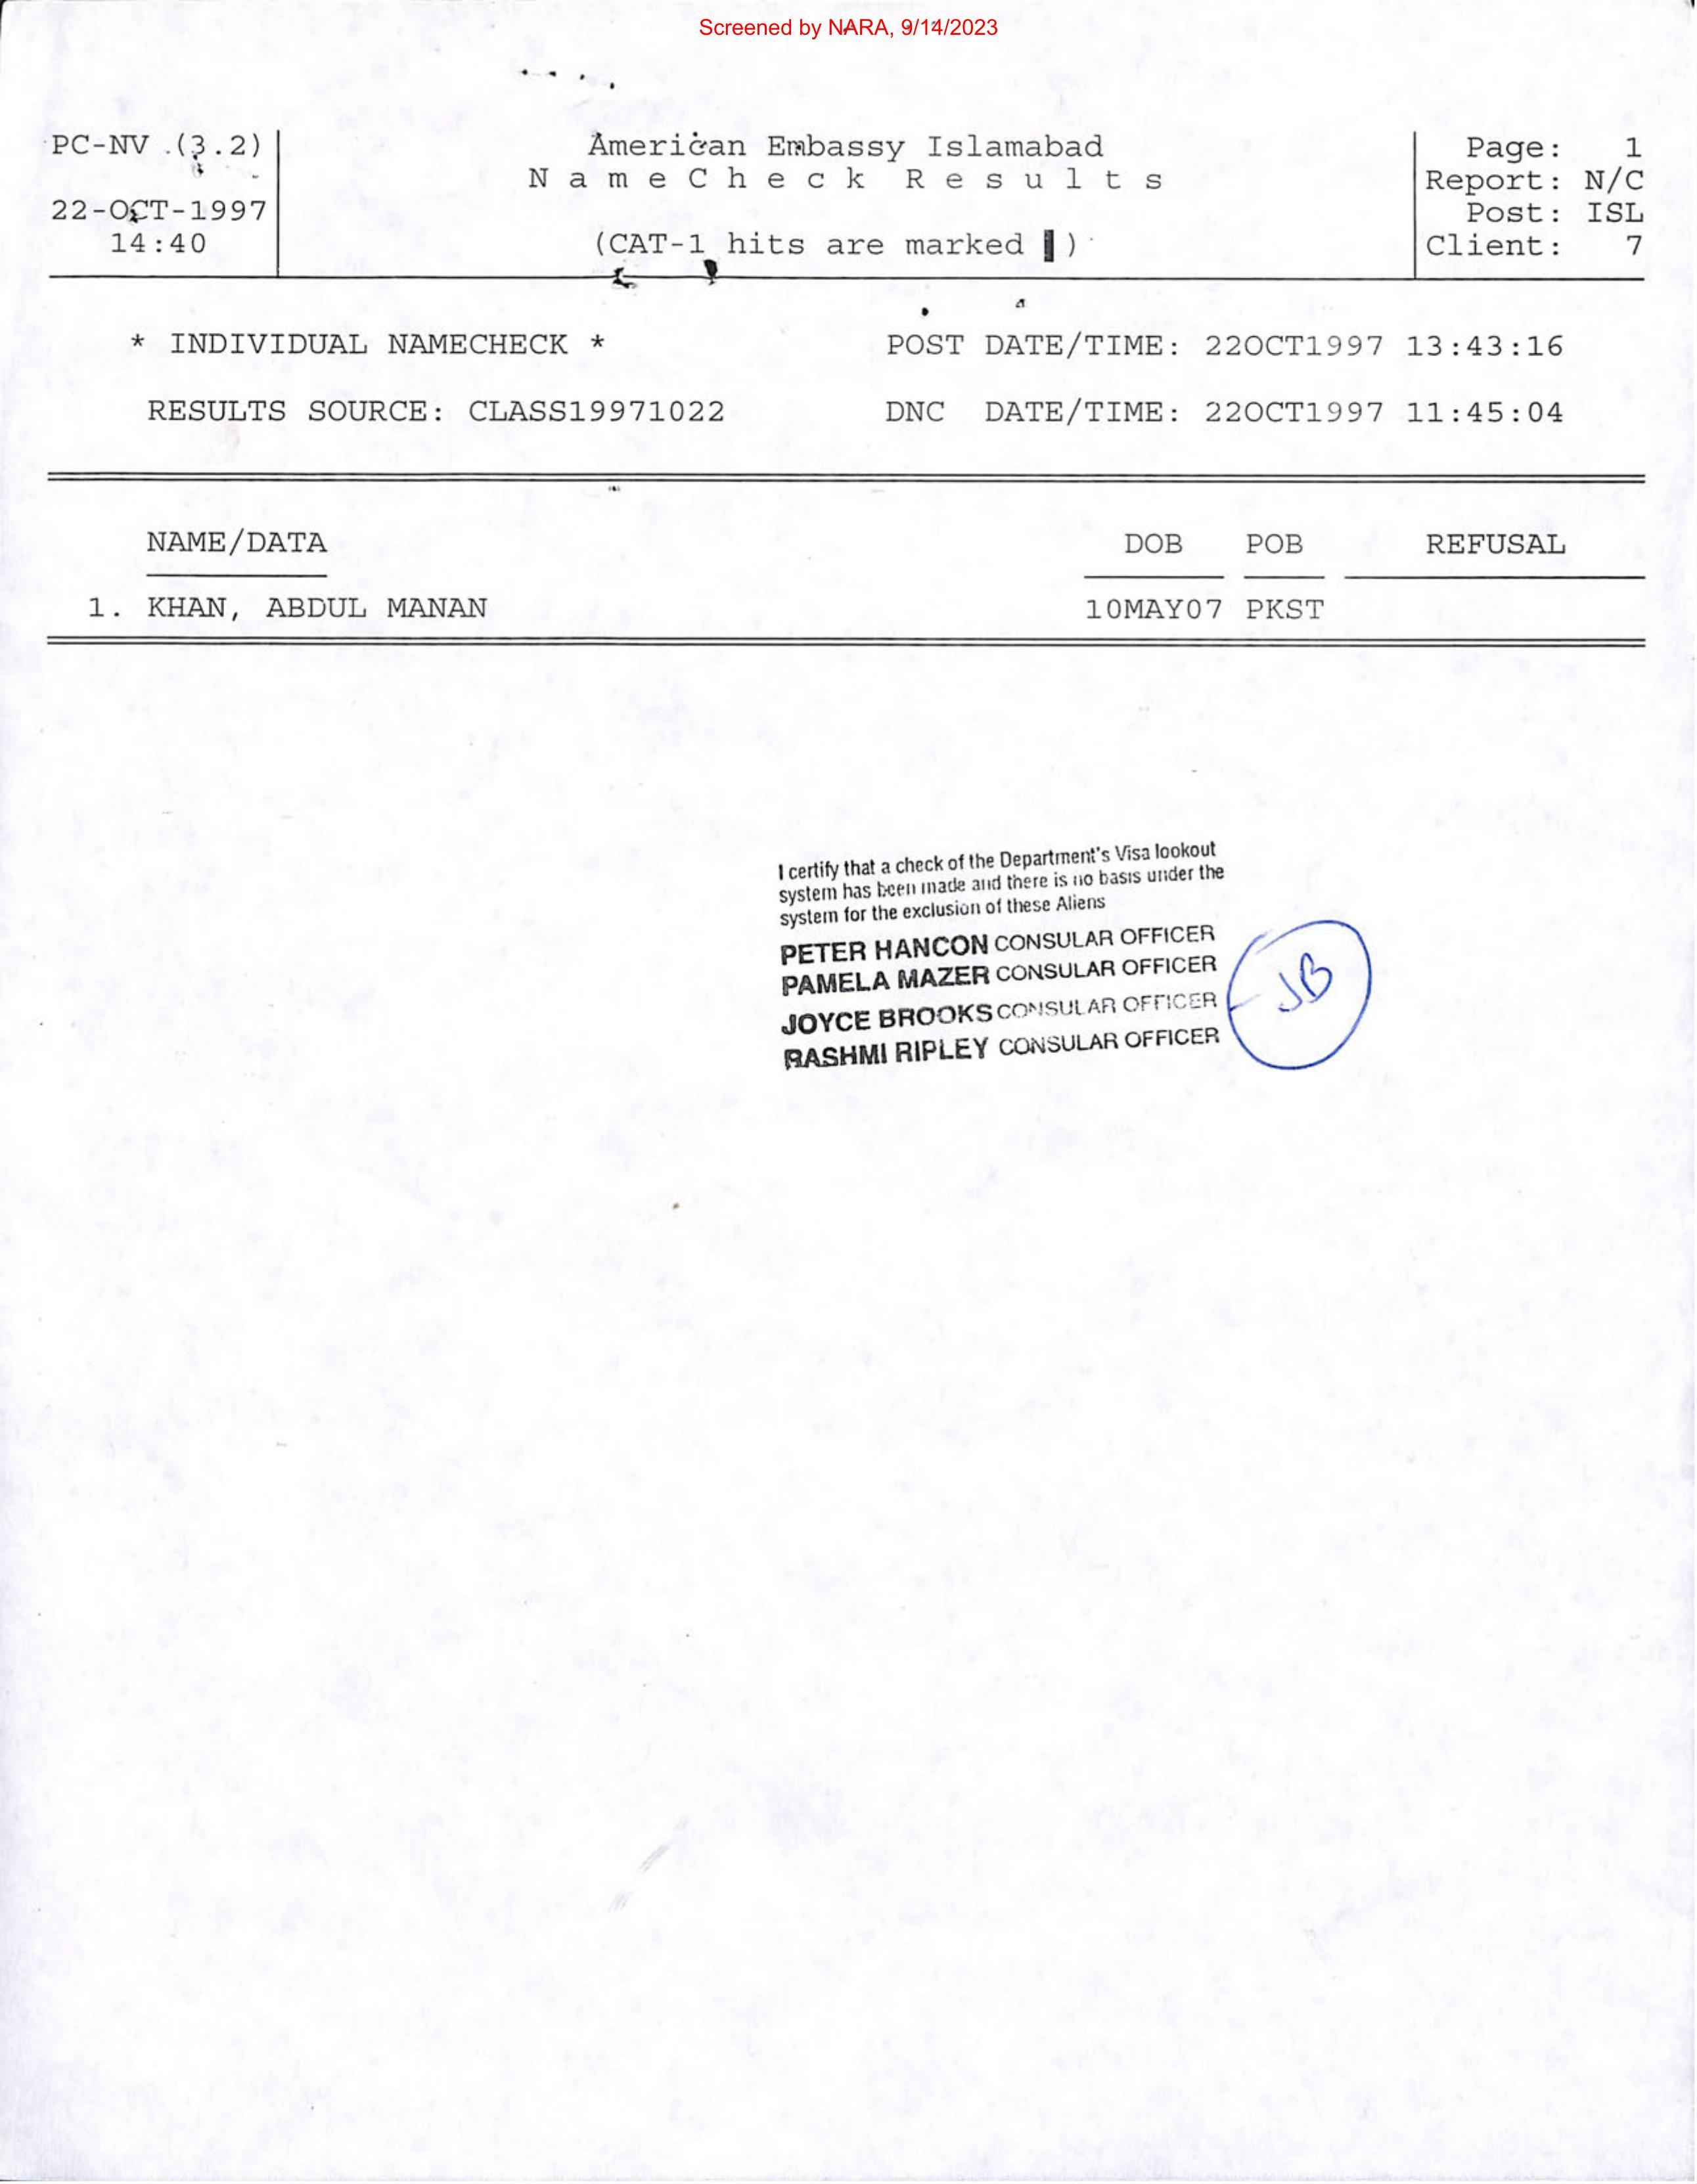 Screened by NARA, 9/14/2023
PC-NV (3.2)
22-OCT-1997
14:40
American Embassy Islamabad
N a m e C h e c k  R e s u l t s
(CAT-1 hits are marked ▌)
Page: 1
Report: N/C
Post: ISL
Client: 7
* INDIVIDUAL NAMECHECK * POST DATE/TIME: 22OCT1997 13:43:16
RESULTS SOURCE: CLASS19971022 DNC DATE/TIME: 22OCT1997 11:45:04
NAME/DATA DOB POB REFUSAL
1. KHAN, ABDUL MANAN 10MAY07 PKST
I certify that a check of the Department's Visa lookout
system has been made and there is no basis under the
system for the exclusion of these Aliens
PETER HANCON CONSULAR OFFICER
PAMELA MAZER CONSULAR OFFICER
JOYCE BROOKS CONSULAR OFFICER
RASHMI RIPLEY CONSULAR OFFICER
JB